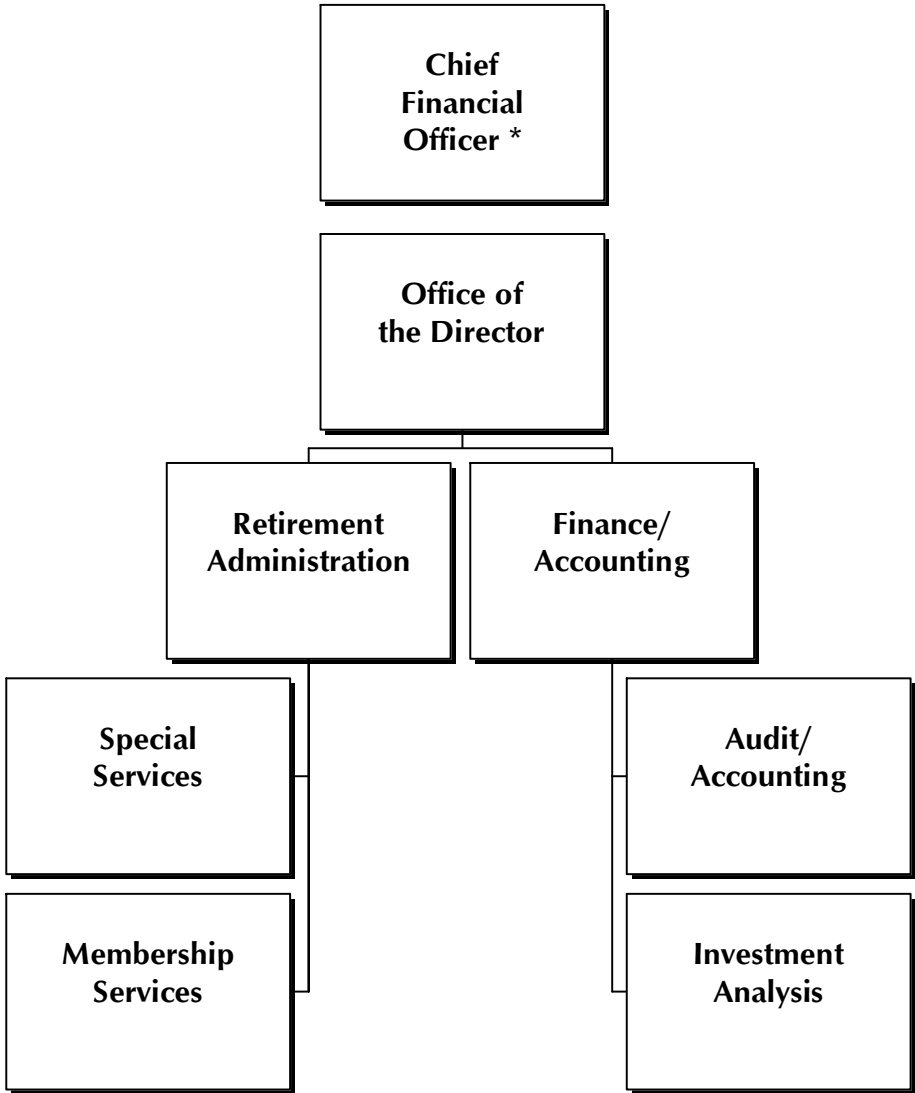 Chief
Financial
Officer *
Office of
the Director
Retirement
Administration
Finance/
Accounting
Special
Services
Audit/
Accounting
Membership
Services
Investment
Analysis